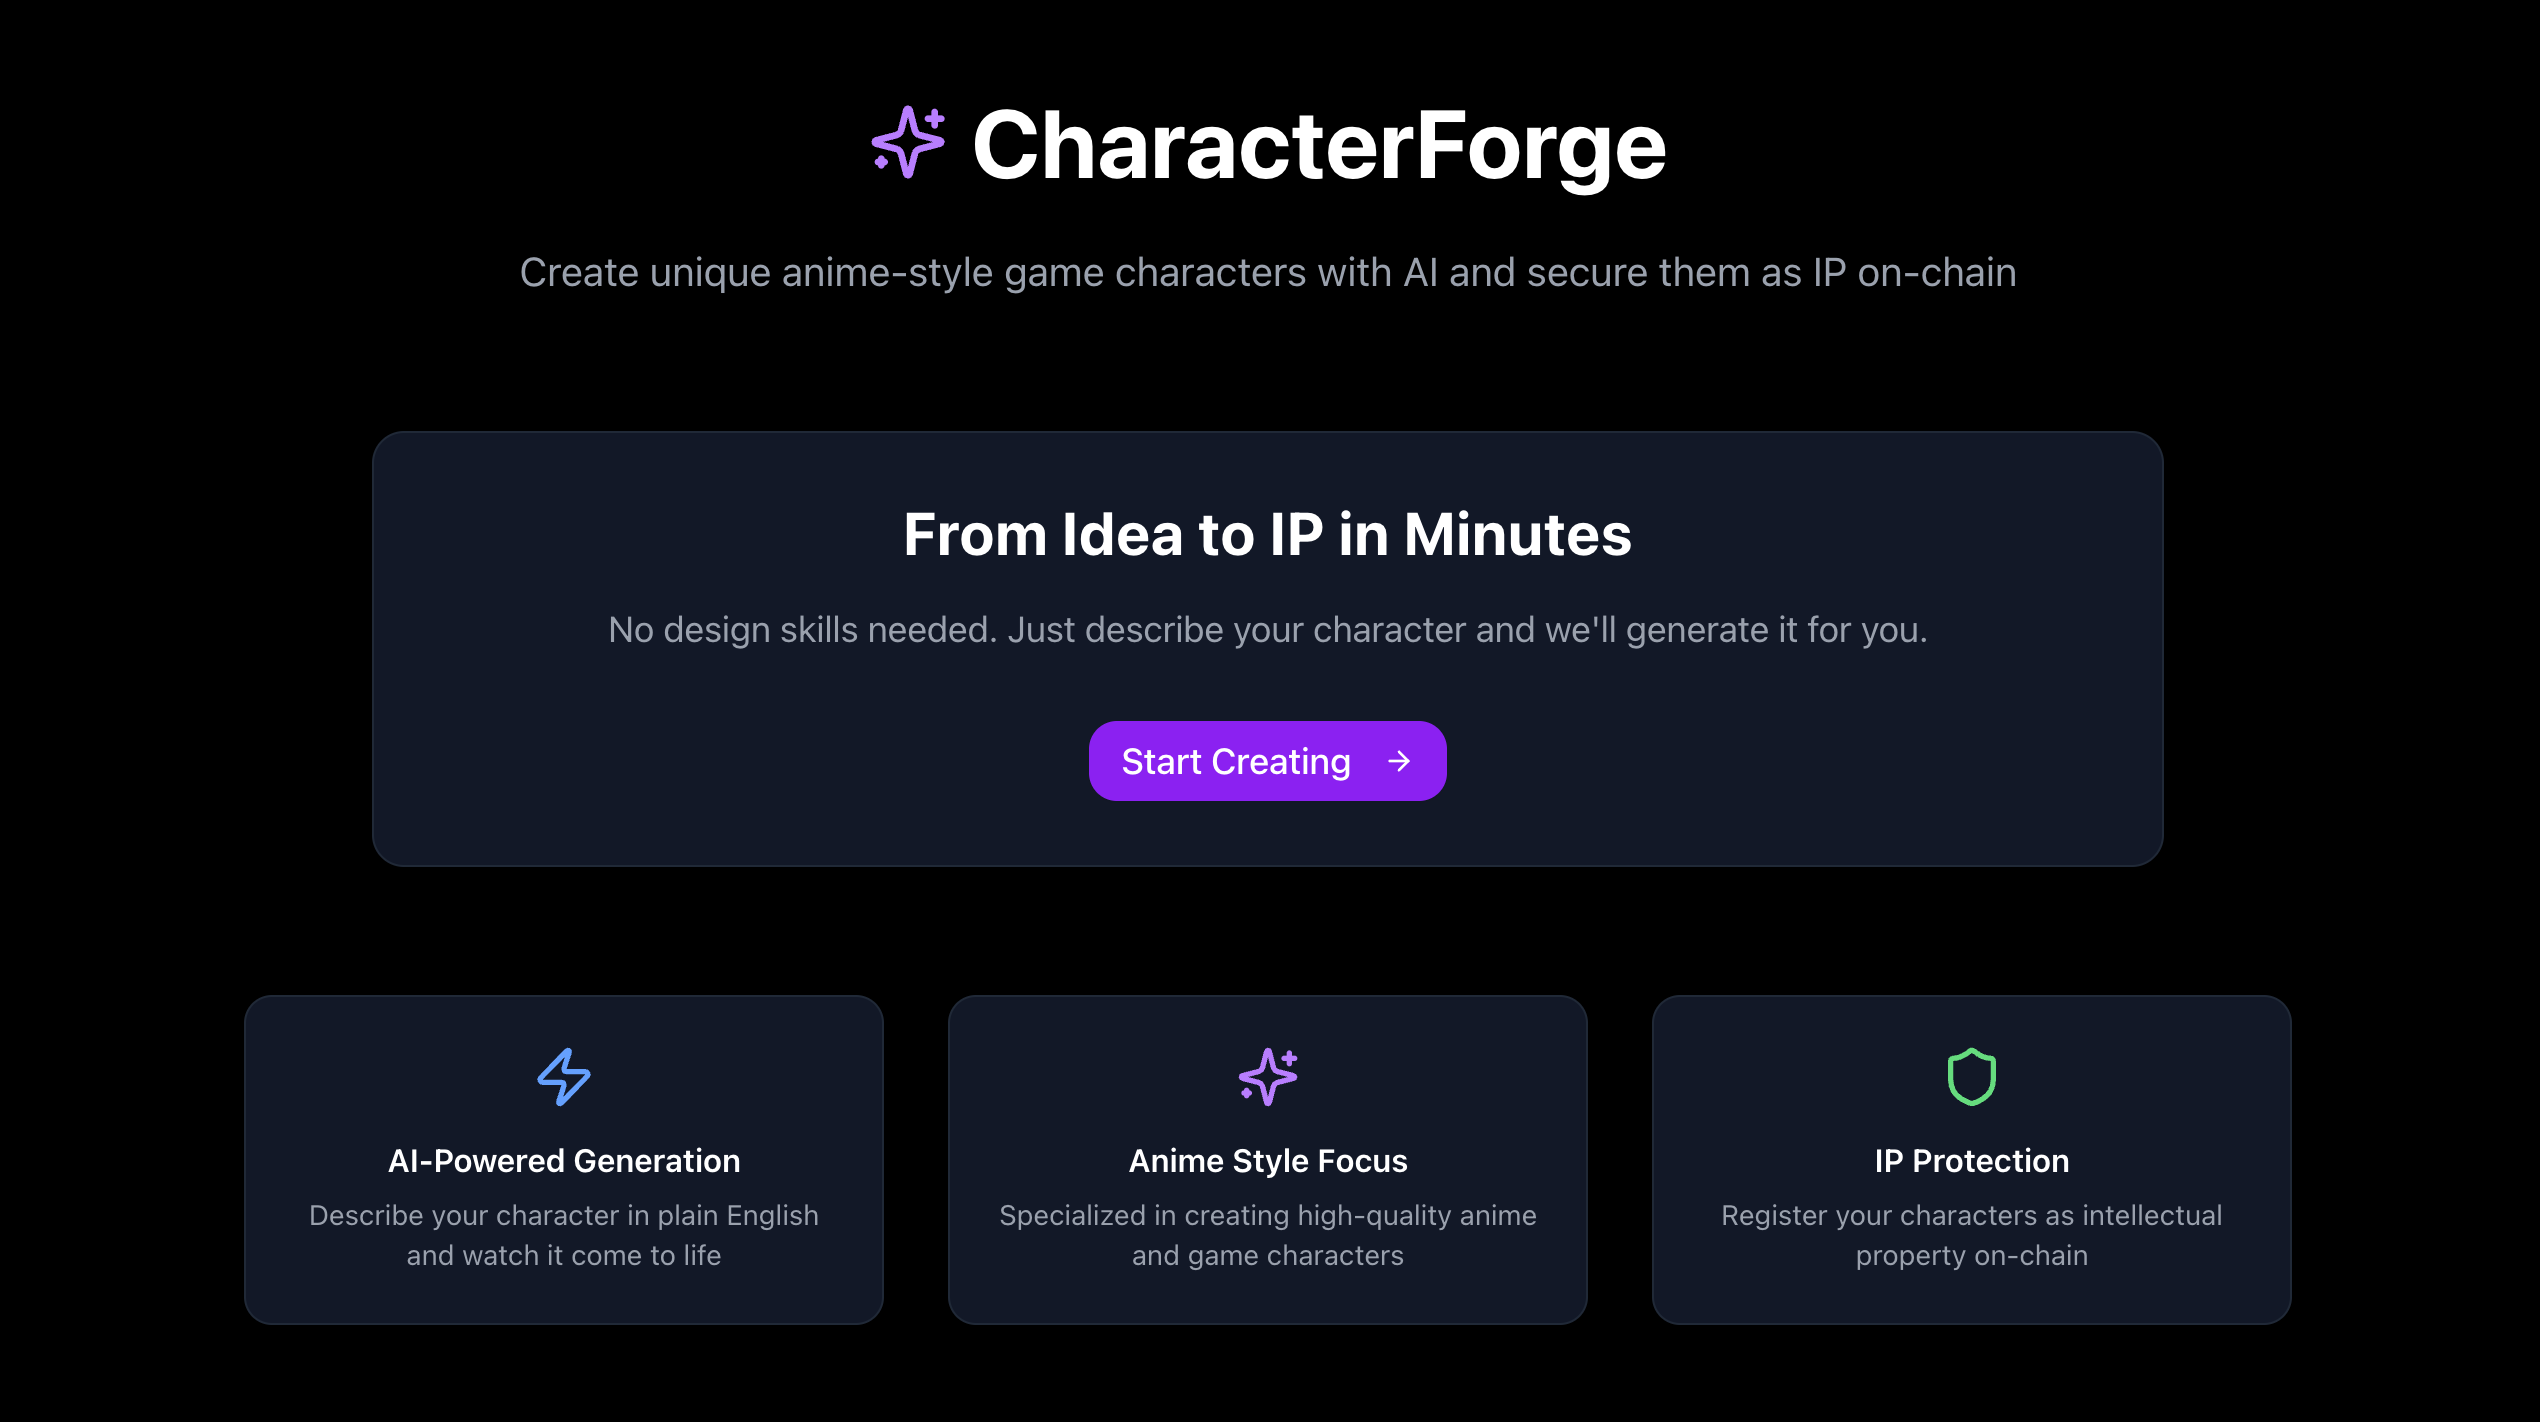 CharacterForge
Create unique anime-style game characters with AI and secure them as IP on-chain
From Idea to IP in Minutes
No design skills needed. Just describe your character and we'll generate it for you.
Start Creating
AI-Powered Generation
Describe your character in plain English
and watch it come to life
Anime Style Focus
Specialized in creating high-quality anime
and game characters
IP Protection
Register your characters as intellectual
property on-chain